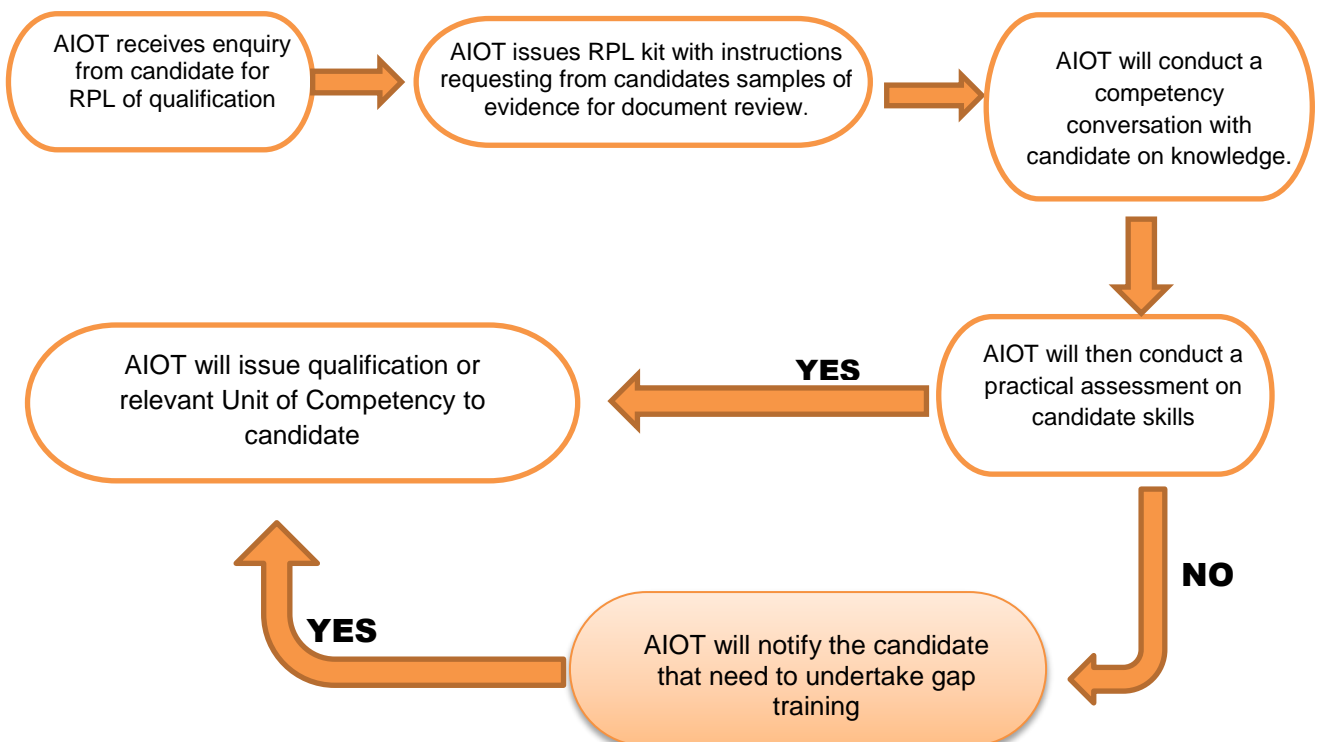 AIOT receives enquiry
from candidate for
RPL of qualification
AIOT issues RPL kit with instructions
requesting from candidates samples of
evidence for document review.
AIOT will conduct a
competency
conversation with
candidate on knowledge.
AIOT will then conduct a
practical assessment on
candidate skills
YES
AIOT will issue qualification or
relevant Unit of Competency to
candidate
NO
AIOT will notify the candidate
that need to undertake gap
training
YES